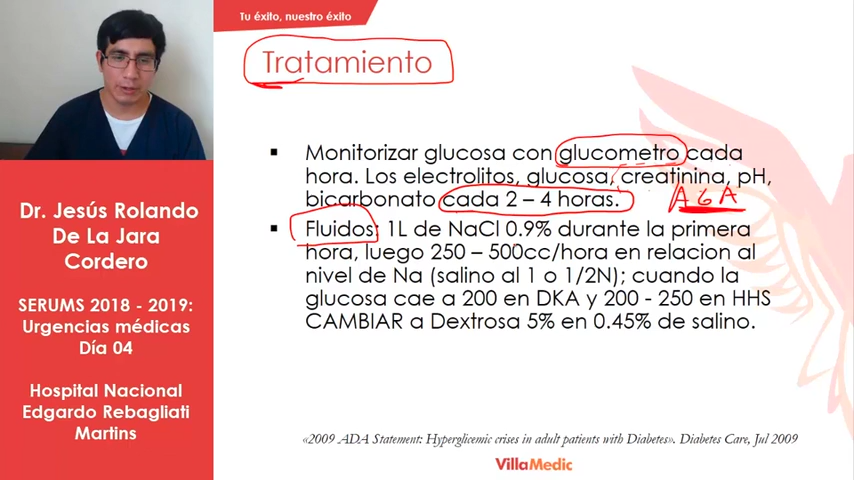 Tu éxito, nuestro éxito
Tratamiento
Monitorizar glucosa con glucometro cada
hora. Los electrolitos, glucosa, creatinina, pH,
bicarbonato cada 2 – 4 horas.
AGA
Fluidos: 1L de NaCl 0.9% durante la primera
hora, luego 250 – 500cc/hora en relacion al
nivel de Na (salino al 1 o 1/2N); cuando la
glucosa cae a 200 en DKA y 200 - 250 en HHS
CAMBIAR a Dextrosa 5% en 0.45% de salino.
Dr. Jesús Rolando
De La Jara
Cordero
SERUMS 2018 - 2019:
Urgencias médicas
Día 04
Hospital Nacional
Edgardo Rebagliati
Martins
«2009 ADA Statement: Hyperglicemic crises in adult patients with Diabetes». Diabetes Care, Jul 2009
VillaMedic